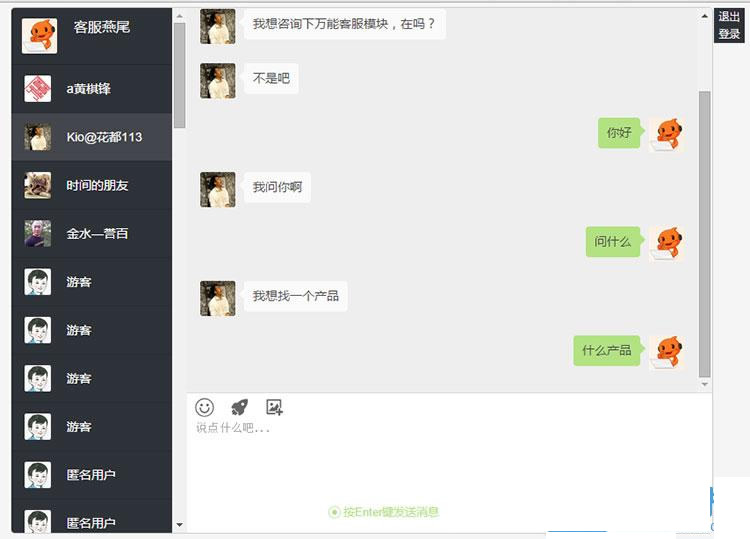 客服燕尾
a黄棋锋
Kio@花都113
时间的朋友
金水—誉百
游客
游客
游客
游客
匿名用户
匿名用户
我想咨询下万能客服模块，在吗？
不是吧
你好
我问你啊
问什么
我想找一个产品
什么产品
说点什么吧...
按Enter键发送消息
退出
登录